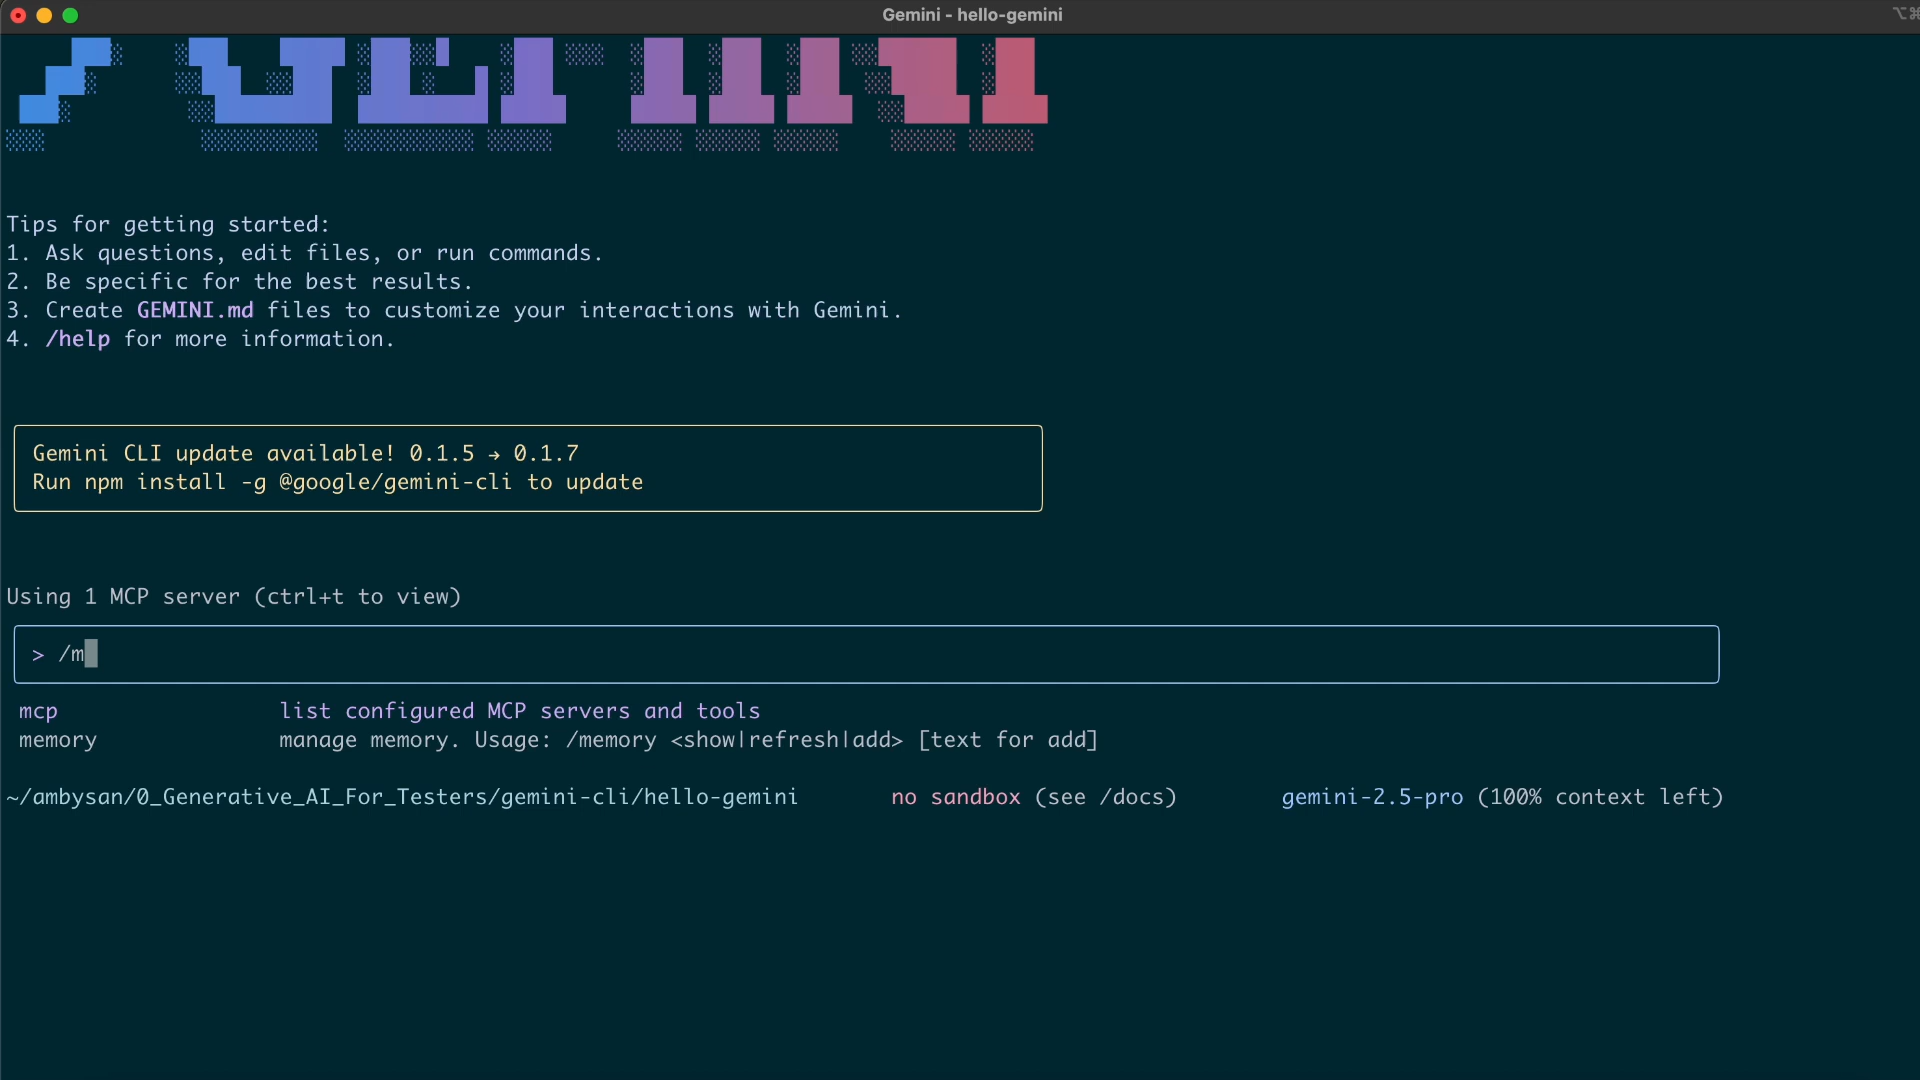 Gemini - hello-gemini
Tips for getting started:
1. Ask questions, edit files, or run commands.
2. Be specific for the best results.
3. Create GEMINI.md files to customize your interactions with Gemini.
4. /help for more information.
Gemini CLI update available! 0.1.5 → 0.1.7
Run npm install -g @google/gemini-cli to update
Using 1 MCP server (ctrl+t to view)
> /m
mcp list configured MCP servers and tools
memory manage memory. Usage: /memory <show|refresh|add> [text for add]
~/ambysan/0_Generative_AI_For_Testers/gemini-cli/hello-gemini no sandbox (see /docs) gemini-2.5-pro (100% context left)